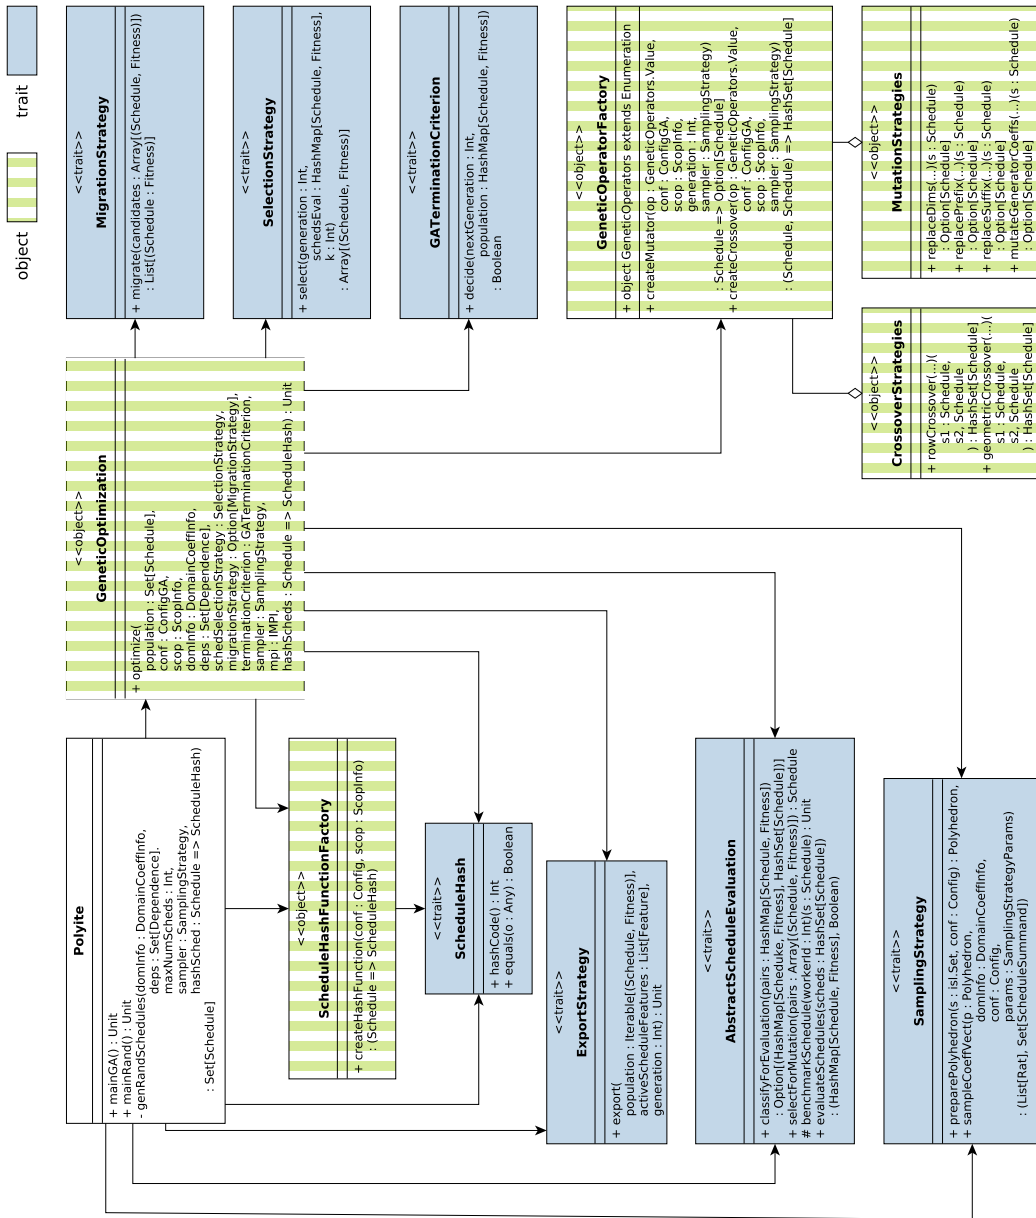 object
trait
<<trait>>
MigrationStrategy
+ migrate(candidates : Array[(Schedule, Fitness)])
: List[(Schedule : Fitness)]
<<trait>>
SelectionStrategy
+ select(generation : Int,
schedsEval : HashMap[Schedule, Fitness],
k : Int)
: Array[(Schedule, Fitness)]
<<trait>>
GATerminationCriterion
+ decide(nextGeneration : Int,
population : HashMap[Schedule, Fitness])
: Boolean
<<object>>
GeneticOperatorFactory
+ object GeneticOperators extends Enumeration
+ createMutator(op : GeneticOperators.Value,
conf : ConfigGA,
scop : ScopInfo,
generation : Int,
sampler : SamplingStrategy)
: Schedule => Option[Schedule]
+ createCrossover(op : GeneticOperators.Value,
conf : ConfigGA,
scop : ScopInfo,
sampler : SamplingStrategy)
: (Schedule, Schedule) => HashSet[Schedule]
<<object>>
MutationStrategies
+ replaceDims(...)(s : Schedule)
: Option[Schedule]
+ replacePrefix(...)(s : Schedule)
: Option[Schedule]
+ replaceSuffix(...)(s : Schedule)
: Option[Schedule]
+ mutateGeneratorCoeffs(...)(s : Schedule)
: Option[Schedule]
<<object>>
CrossoverStrategies
+ rowCrossover(...)(
s1 : Schedule,
s2, Schedule
) : HashSet[Schedule]
+ geometricCrossover(...)(
s1 : Schedule,
s2, Schedule
) : HashSet[Schedule]
<<object>>
GeneticOptimization
+ optimize(
population : Set[Schedule],
conf : ConfigGA,
scop : ScopInfo,
domInfo : DomainCoeffInfo,
deps : Set[Dependence],
schedSelectionStrategy : SelectionStrategy,
migrationStrategy : Option[MigrationStrategy],
terminationCriterion : GATerminationCriterion,
sampler : SamplingStrategy,
mpi : IMPI,
hashScheds : Schedule => ScheduleHash) : Unit
Polyite
+ mainGA() : Unit
+ mainRand() : Unit
- genRandSchedules(domInfo : DomainCoeffInfo,
deps : Set[Dependence].
maxNumScheds : Int,
sampler : SamplingStrategy,
hashSched : Schedule => ScheduleHash)
: Set[Schedule]
<<object>>
ScheduleHashFunctionFactory
+ createHashFunction(conf : Config, scop : ScopInfo)
: (Schedule => ScheduleHash)
<<trait>>
ScheduleHash
+ hashCode() : Int
+ equals(o : Any) : Boolean
<<trait>>
ExportStrategy
+ export(
population : Iterable[(Schedule, Fitness)],
activeScheduleFeatures : List[Feature],
generation : Int) : Unit
<<trait>>
AbstractScheduleEvaluation
+ classifyForEvaluation(pairs : HashMap[Schedule, Fitness])
: Option[(HashMap[Scheduke, Fitness], HashSet[Schedule])]
+ selectForMutation(pairs : Array[(Schedule, Fitness)]) : Schedule
# benchmarkSchedule(workerId : Int)(s : Schedule) : Unit
+ evaluateSchedules(scheds : HashSet[Schedule])
: (HashMap[Schedule, Fitness], Boolean)
<<trait>>
SamplingStrategy
+ preparePolyhedron(s : isl.Set, conf : Config) : Polyhedron,
+ sampleCoeffVect(p : Polyhedron,
domInfo : DomainCoeffInfo,
conf : Config,
params : SamplingStrategyParams)
: (List[Rat], Set[ScheduleSummand])